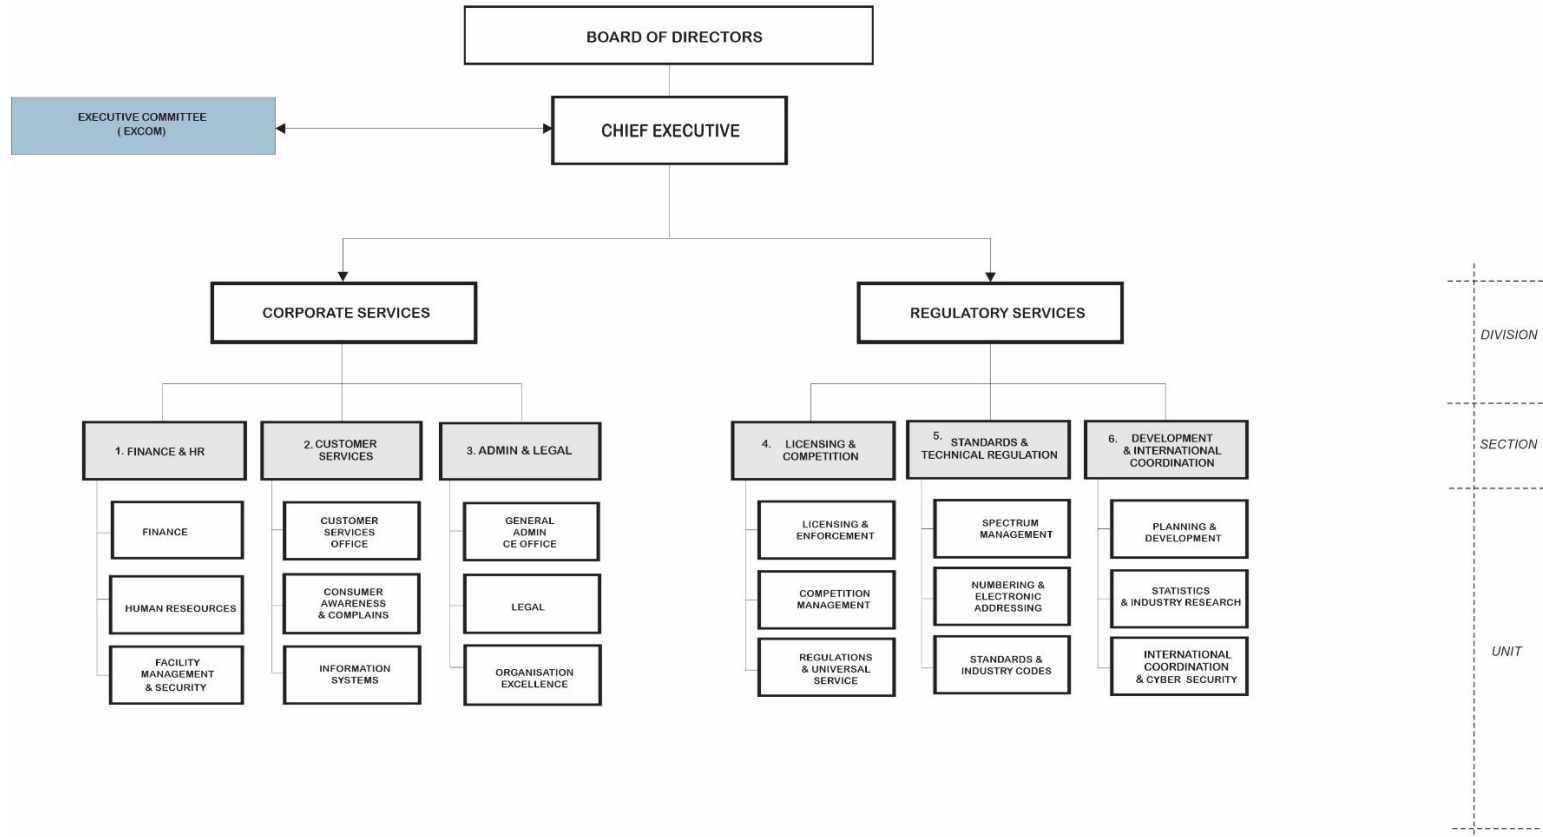 BOARD OF DIRECTORS
EXECUTIVE COMMITTEE
( EXCOM)
CHIEF EXECUTIVE
CORPORATE SERVICES
REGULATORY SERVICES
DIVISION
1. FINANCE & HR
2. CUSTOMER
SERVICES
3. ADMIN & LEGAL
4. LICENSING &
COMPETITION
5. STANDARDS &
TECHNICAL REGULATION
6. DEVELOPMENT
& INTERNATIONAL
COORDINATION
SECTION
FINANCE
HUMAN RESEOURCES
FACILITY
MANAGEMENT
& SECURITY
CUSTOMER
SERVICES
OFFICE
CONSUMER
AWARENESS
& COMPLAINS
INFORMATION
SYSTEMS
GENERAL
ADMIN
CE OFFICE
LEGAL
ORGANISATION
EXCELLENCE
LICENSING &
ENFORCEMENT
COMPETITION
MANAGEMENT
REGULATIONS
& UNIVERSAL
SERVICE
SPECTRUM
MANAGEMENT
NUMBERING &
ELECTRONIC
ADDRESSING
STANDARDS &
INDUSTRY CODES
PLANNING &
DEVELOPMENT
STATISTICS
& INDUSTRY RESEARCH
INTERNATIONAL
COORDINATION
& CYBER SECURITY
UNIT